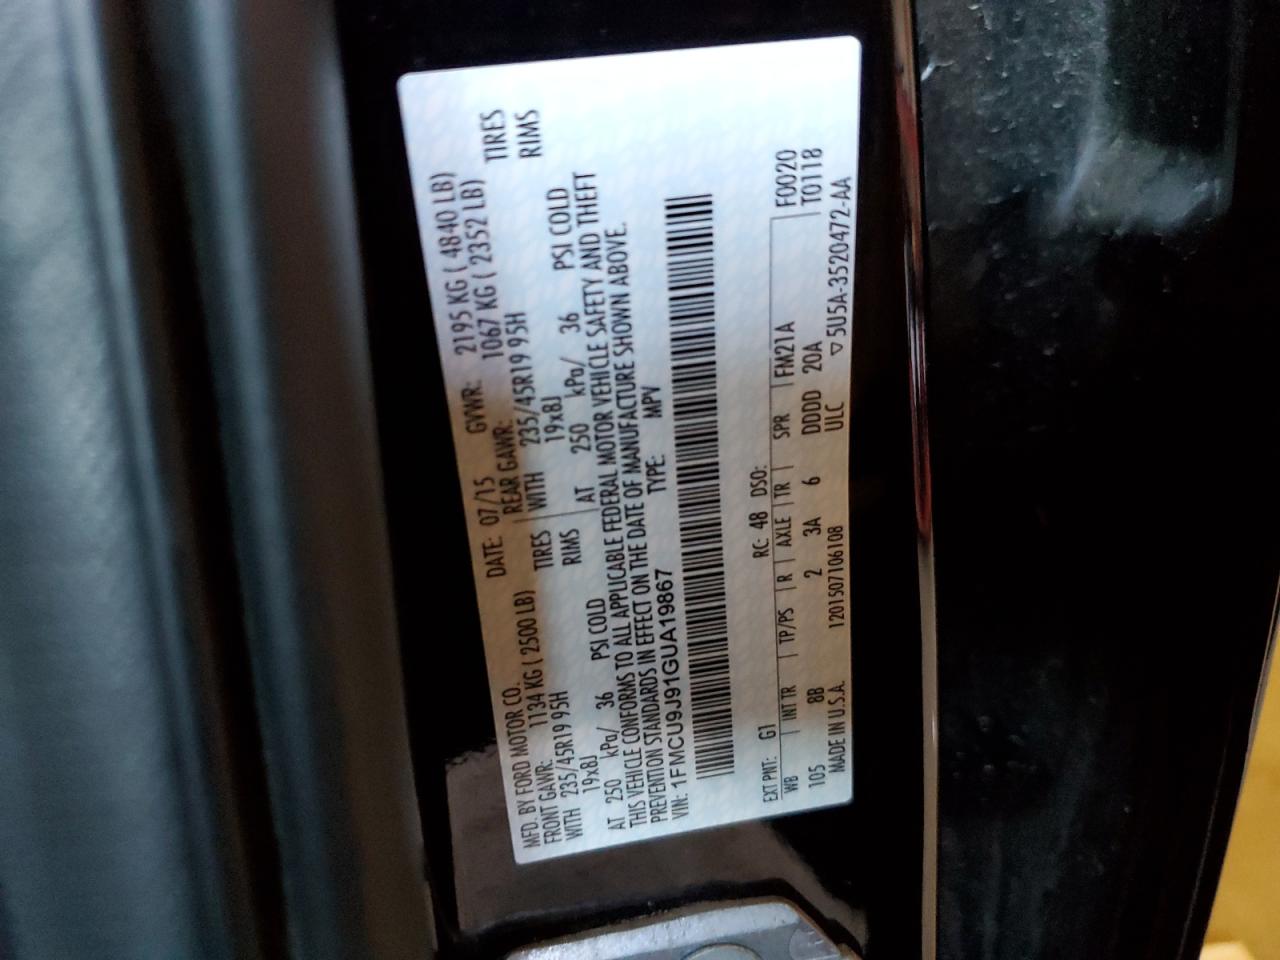 MFD. BY FORD MOTOR CO. DATE: 07/15 GVWR: 2195 KG ( 4840 LB)
FRONT GAWR: 1134 KG ( 2500 LB) REAR GAWR: 1067 KG ( 2352 LB)
WITH 235/45R19 95H TIRES WITH 235/45R19 95H TIRES
19x8J RIMS 19x8J RIMS
AT 250 kPa/ 36 PSI COLD AT 250 kPa/ 36 PSI COLD
THIS VEHICLE CONFORMS TO ALL APPLICABLE FEDERAL MOTOR VEHICLE SAFETY AND THEFT
PREVENTION STANDARDS IN EFFECT ON THE DATE OF MANUFACTURE SHOWN ABOVE.
VIN: 1FMCU9J91GUA19867 TYPE: MPV
EXT PNT: G1 RC: 48 DSO: F0020
WB INT TR TP/PS R AXLE TR SPR FM21A T0118
105 8B 2 3A 6 DDDD 20A
MADE IN U.S.A. 1201507106108 ULC ▽5U5A-3520472-AA